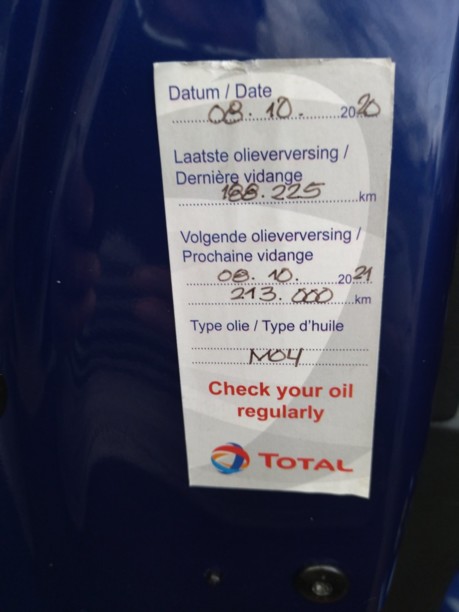 Datum / Date
08.10. 2020
Laatste olieverversing /
Dernière vidange
188.225 km
Volgende olieverversing /
Prochaine vidange
08.10. 2021
213.000 km
Type olie / Type d'huile
M04
Check your oil
regularly
TOTAL